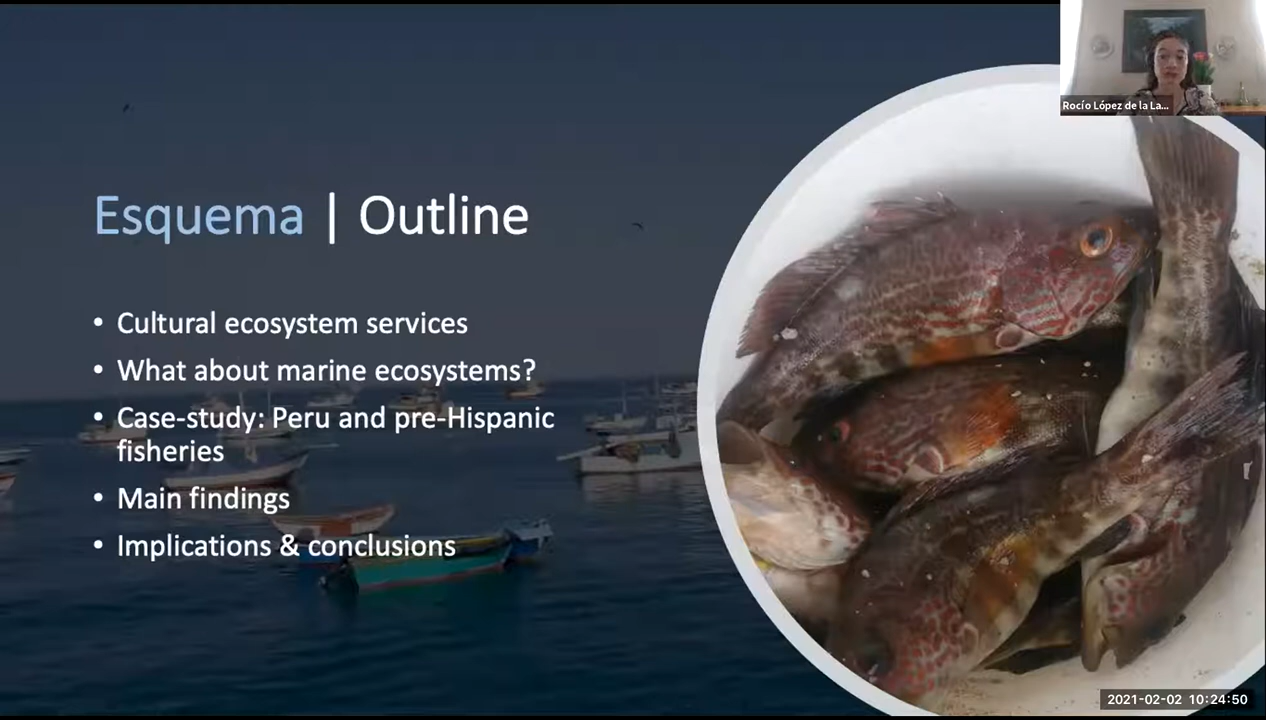 Rocío López de la La...
Esquema | Outline
• Cultural ecosystem services
• What about marine ecosystems?
• Case-study: Peru and pre-Hispanic
fisheries
• Main findings
• Implications & conclusions
2021-02-02 10:24:50